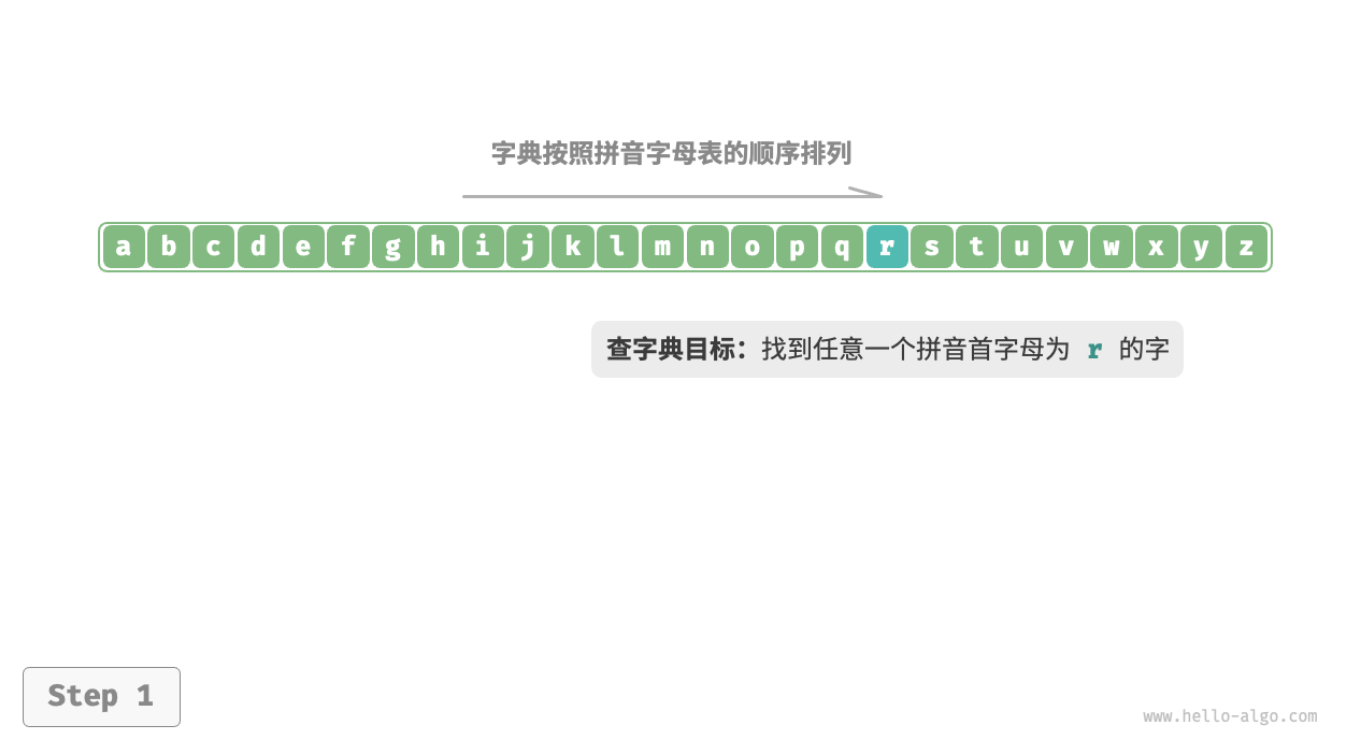 字典按照拼音字母表的顺序排列
a b c d e f g h i j k l m n o p q r s t u v w x y z
查字典目标：找到任意一个拼音首字母为 r 的字
Step 1
www.hello-algo.com